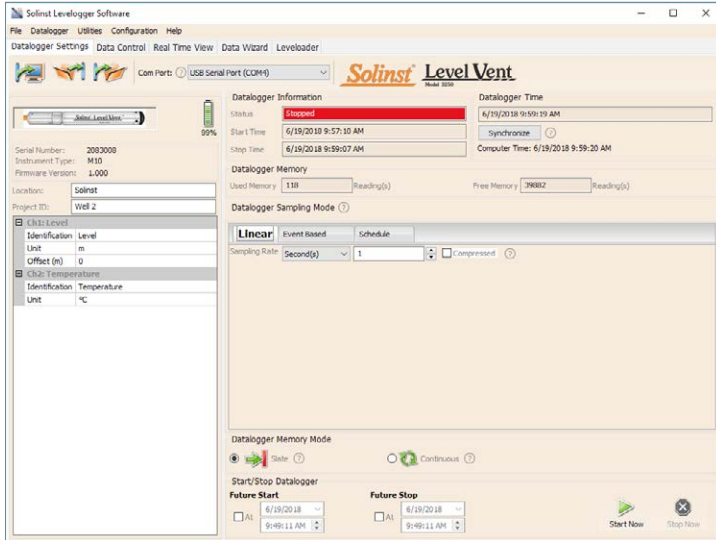 Solinst Levelogger Software
File Datalogger Utilities Configuration Help
Datalogger Settings Data Control Real Time View Data Wizard Leveloader
Com Port: ? USB Serial Port (COM4) Solinst Level Vent
Model 3250
Solinst Level Vent
99%
Serial Number: 2083008
Instrument Type: M10
Firmware Version: 1.000
Location: Solinst
Project ID: Well 2
Ch1: Level
Identification Level
Unit m
Offset (m) 0
Ch2: Temperature
Identification Temperature
Unit ºC
Datalogger Information
Status Stopped
Start Time 6/19/2018 9:57:10 AM
Stop Time 6/19/2018 9:59:07 AM
Datalogger Time
6/19/2018 9:59:19 AM
Synchronize ?
Computer Time: 6/19/2018 9:59:20 AM
Datalogger Memory
Used Memory 118 Reading(s) Free Memory 39882 Reading(s)
Datalogger Sampling Mode ?
Linear Event Based Schedule
Sampling Rate Second(s) 1 Compressed ?
Datalogger Memory Mode
Slate ? Continuous ?
Start/Stop Datalogger
Future Start Future Stop
At 6/19/2018 At 6/19/2018
9:49:11 AM 9:49:11 AM
Start Now Stop Now